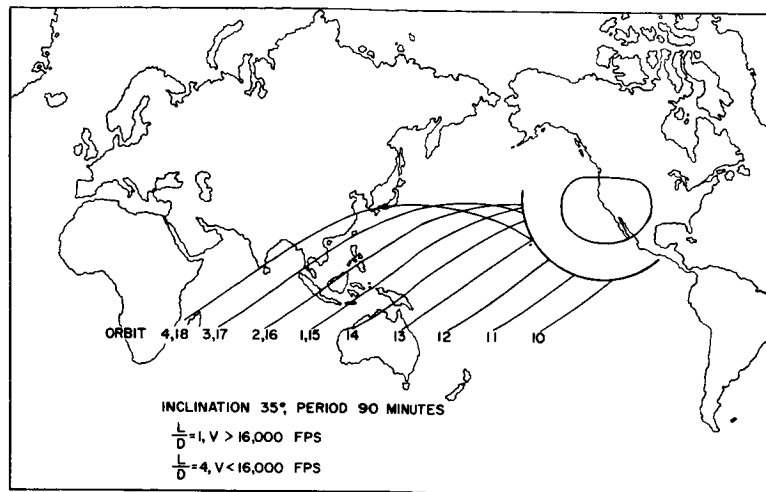 ORBIT 4,18 3,17 2,16 1,15 14 13 12 11 10
INCLINATION 35°, PERIOD 90 MINUTES
L/D = 1, V > 16,000 FPS
L/D = 4, V < 16,000 FPS